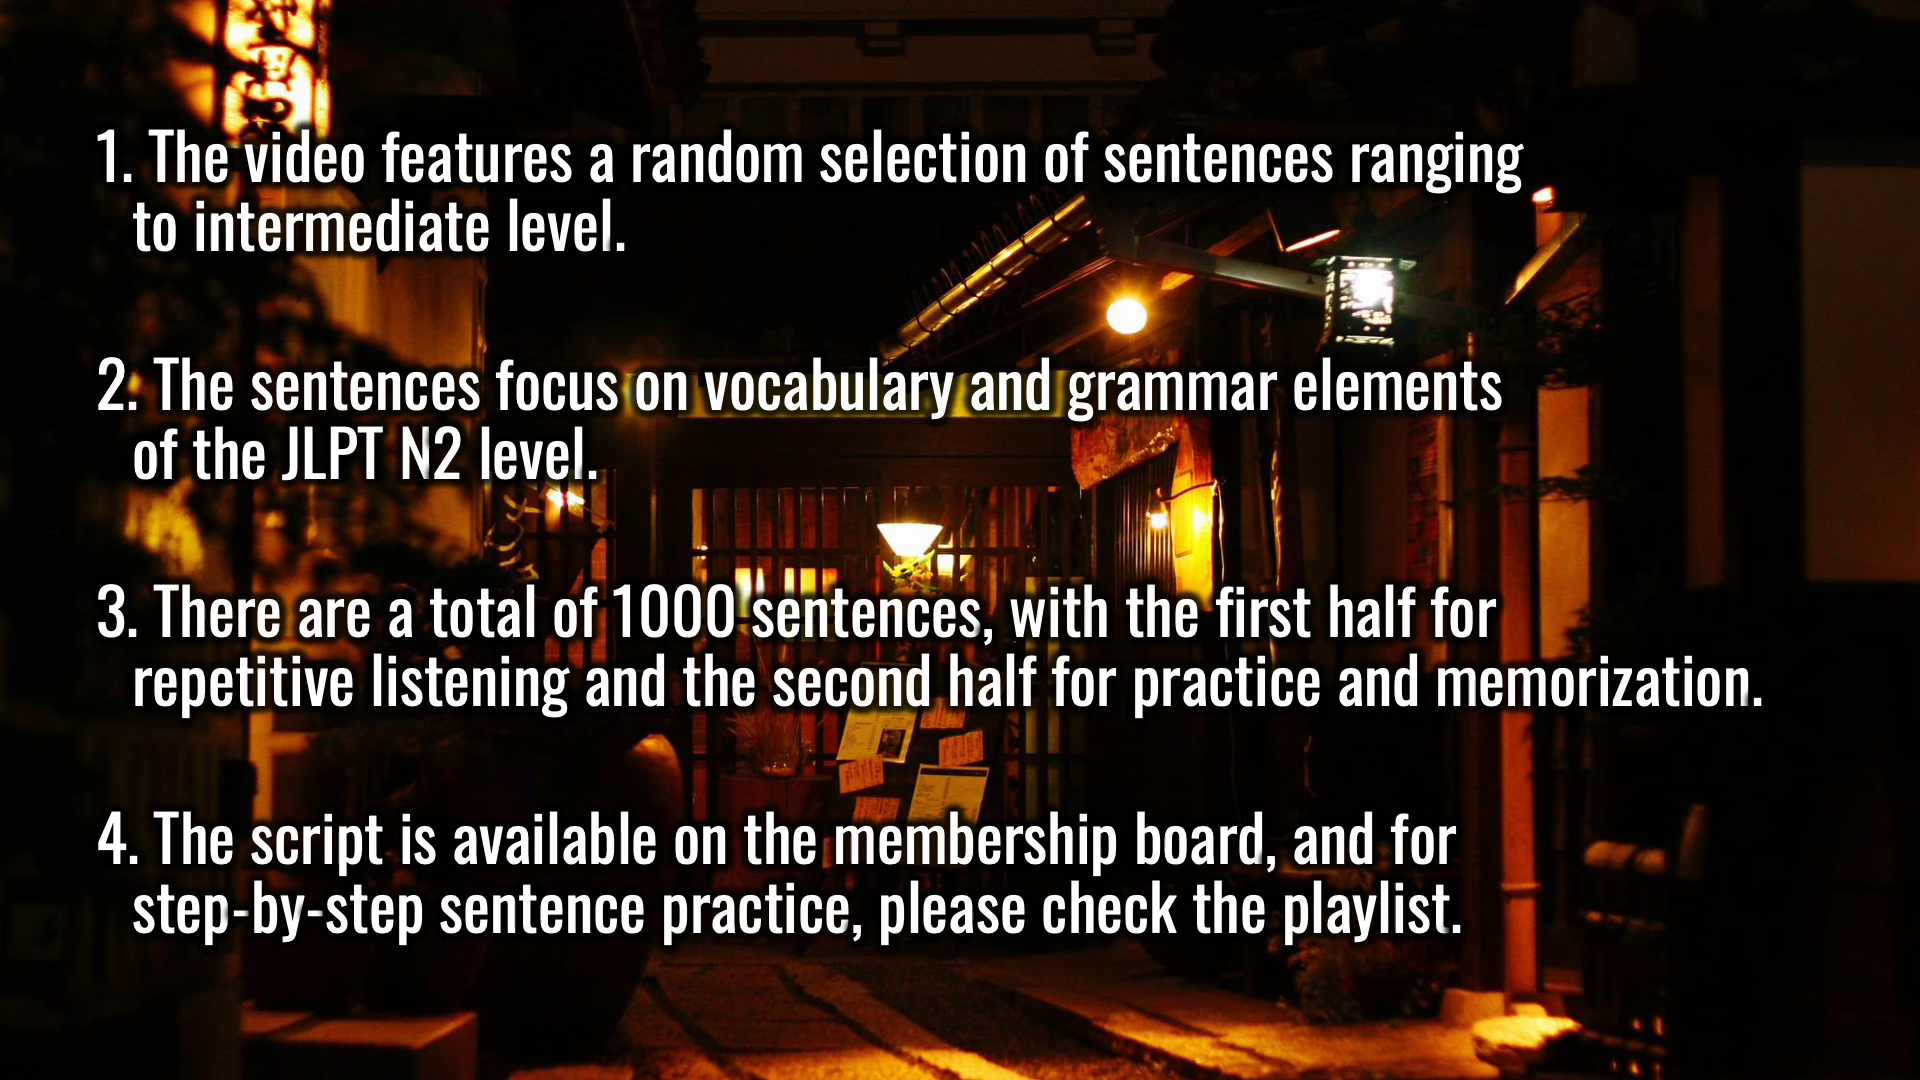 1. The video features a random selection of sentences ranging
to intermediate level.
2. The sentences focus on vocabulary and grammar elements
of the JLPT N2 level.
3. There are a total of 1000 sentences, with the first half for
repetitive listening and the second half for practice and memorization.
4. The script is available on the membership board, and for
step-by-step sentence practice, please check the playlist.